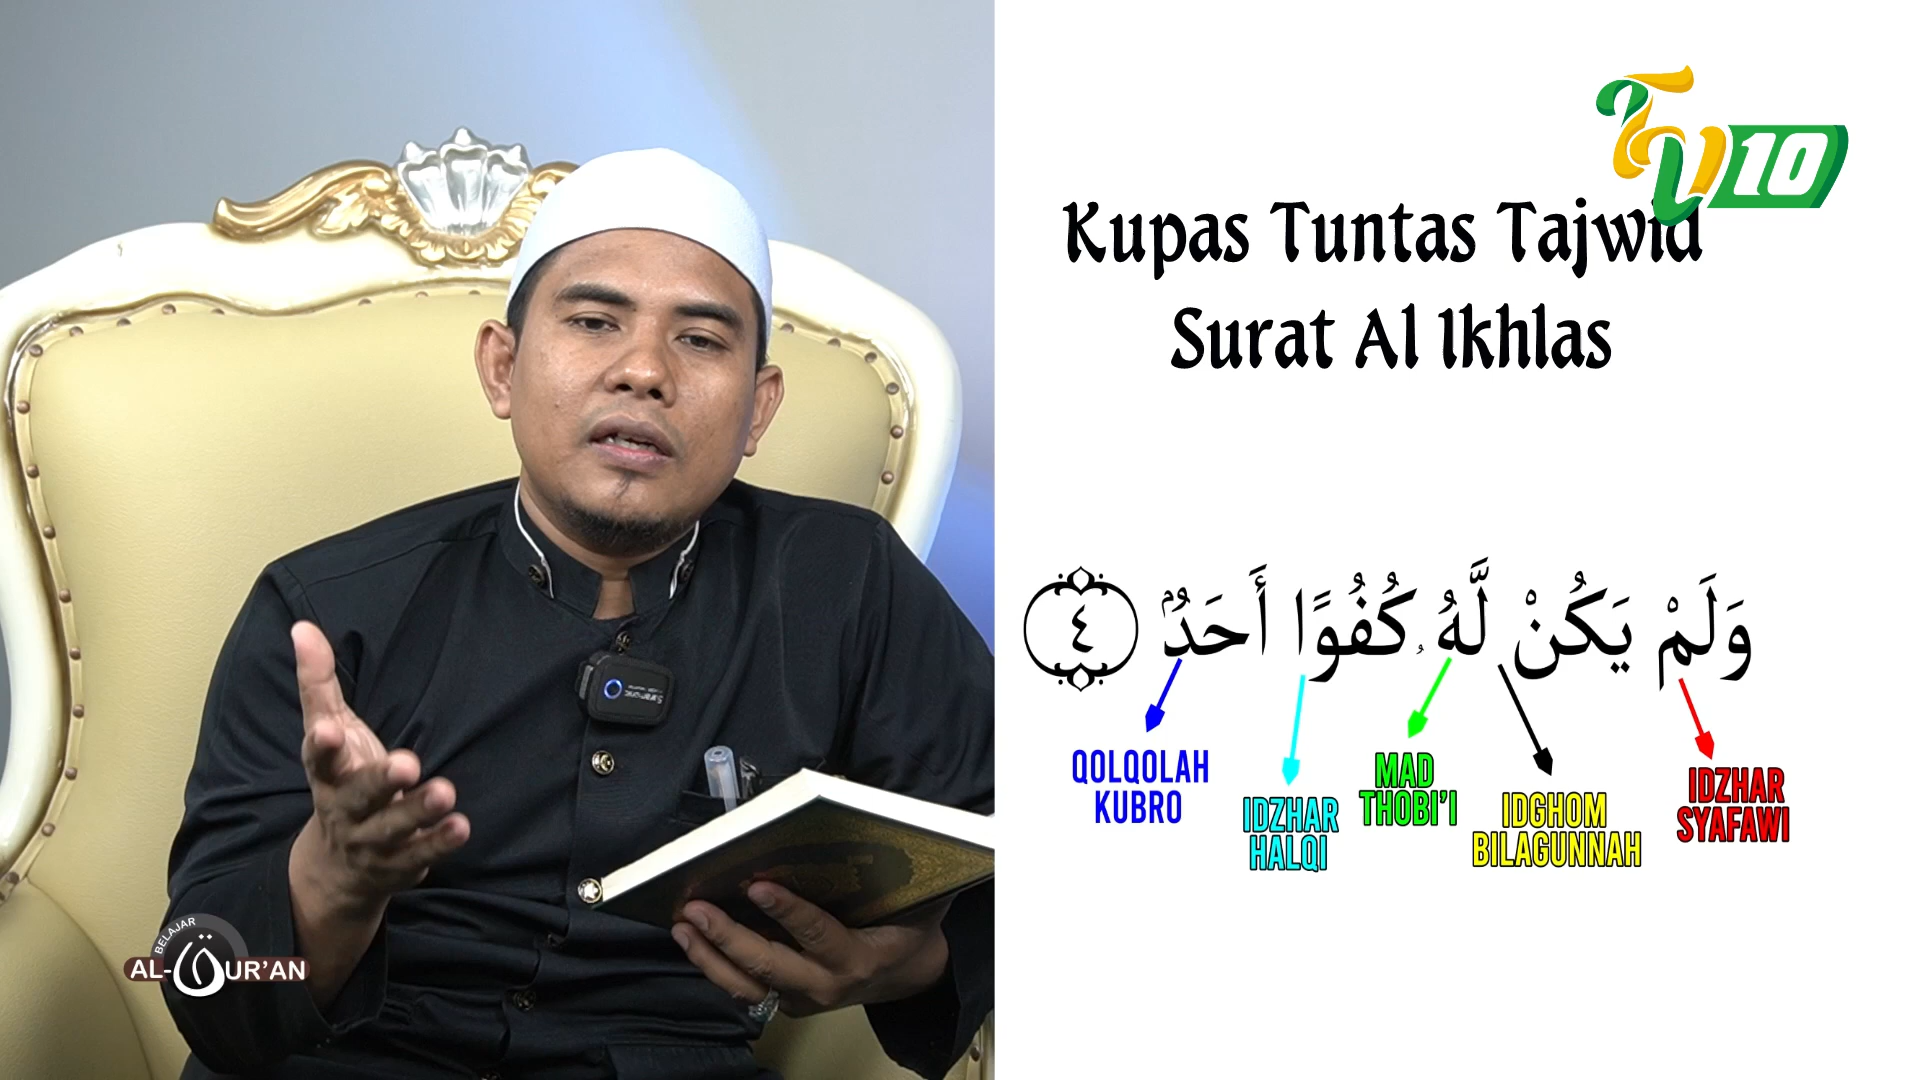 TV10
Kupas Tuntas Tajwid
Surat Al Ikhlas
وَلَمْ يَكُنْ لَّهُۥ كُفُوًا أَحَدٌۢ ٤
QOLQOLAH
KUBRO
IDZHAR
HALQI
MAD
THOBI'I
IDGHOM
BILAGUNNAH
IDZHAR
SYAFAWI
BELAJAR
AL-QUR'AN